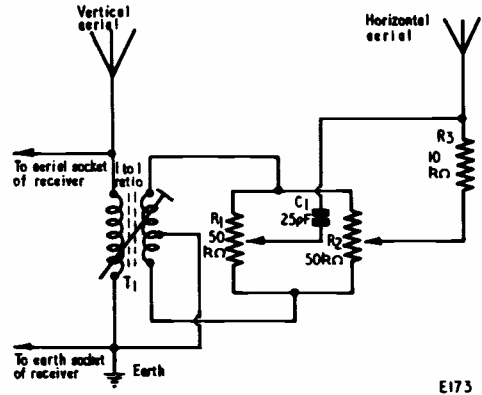 Vertical
aerial
Horizontal
aerial
To aerial socket
of receiver
1 to 1
ratio
R3
10
kΩ
C1
25pF
R1
50
kΩ
R2
50kΩ
T1
To earth socket
of receiver
Earth
E173